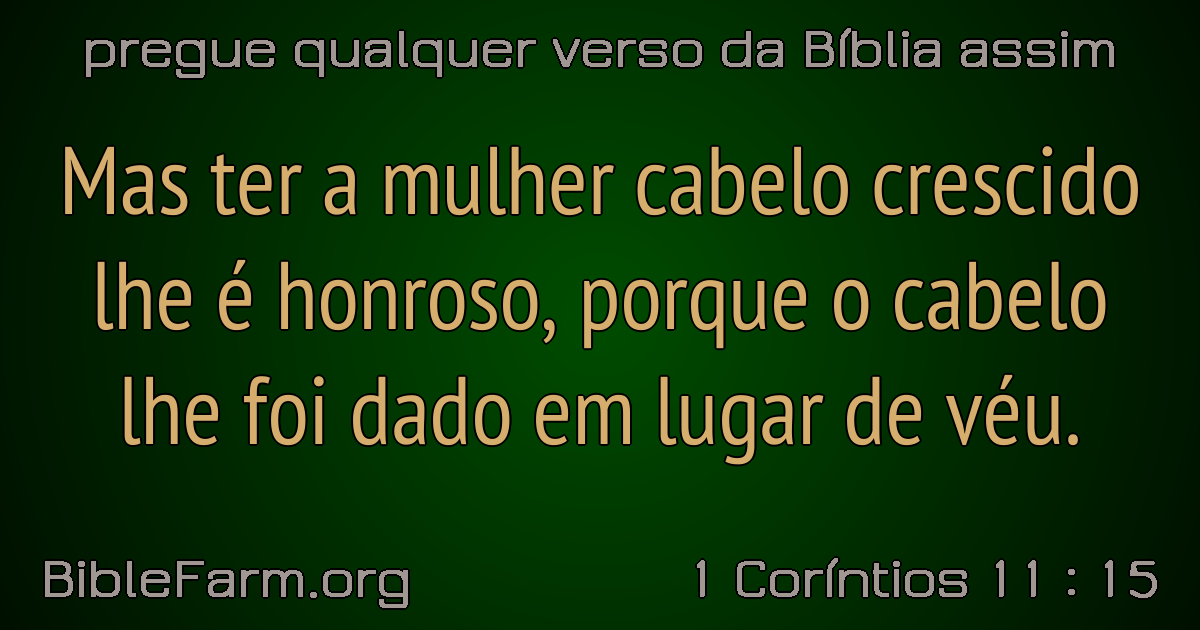 pregue qualquer verso da Bíblia assim
Mas ter a mulher cabelo crescido
lhe é honroso, porque o cabelo
lhe foi dado em lugar de véu.
BibleFarm.org
1 Coríntios 11 : 15